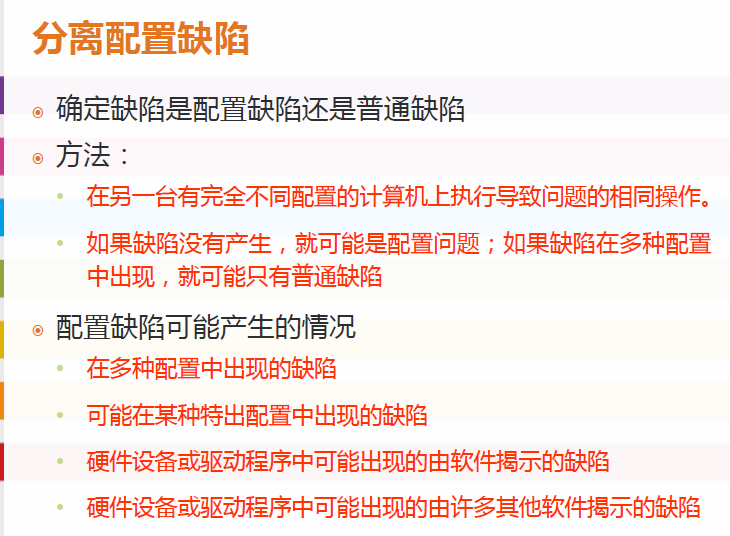 分离配置缺陷
确定缺陷是配置缺陷还是普通缺陷
方法：
在另一台有完全不同配置的计算机上执行导致问题的相同操作。
如果缺陷没有产生，就可能是配置问题；如果缺陷在多种配置
中出现，就可能只有普通缺陷
配置缺陷可能产生的情况
在多种配置中出现的缺陷
可能在某种特出配置中出现的缺陷
硬件设备或驱动程序中可能出现的由软件揭示的缺陷
硬件设备或驱动程序中可能出现的由许多其他软件揭示的缺陷